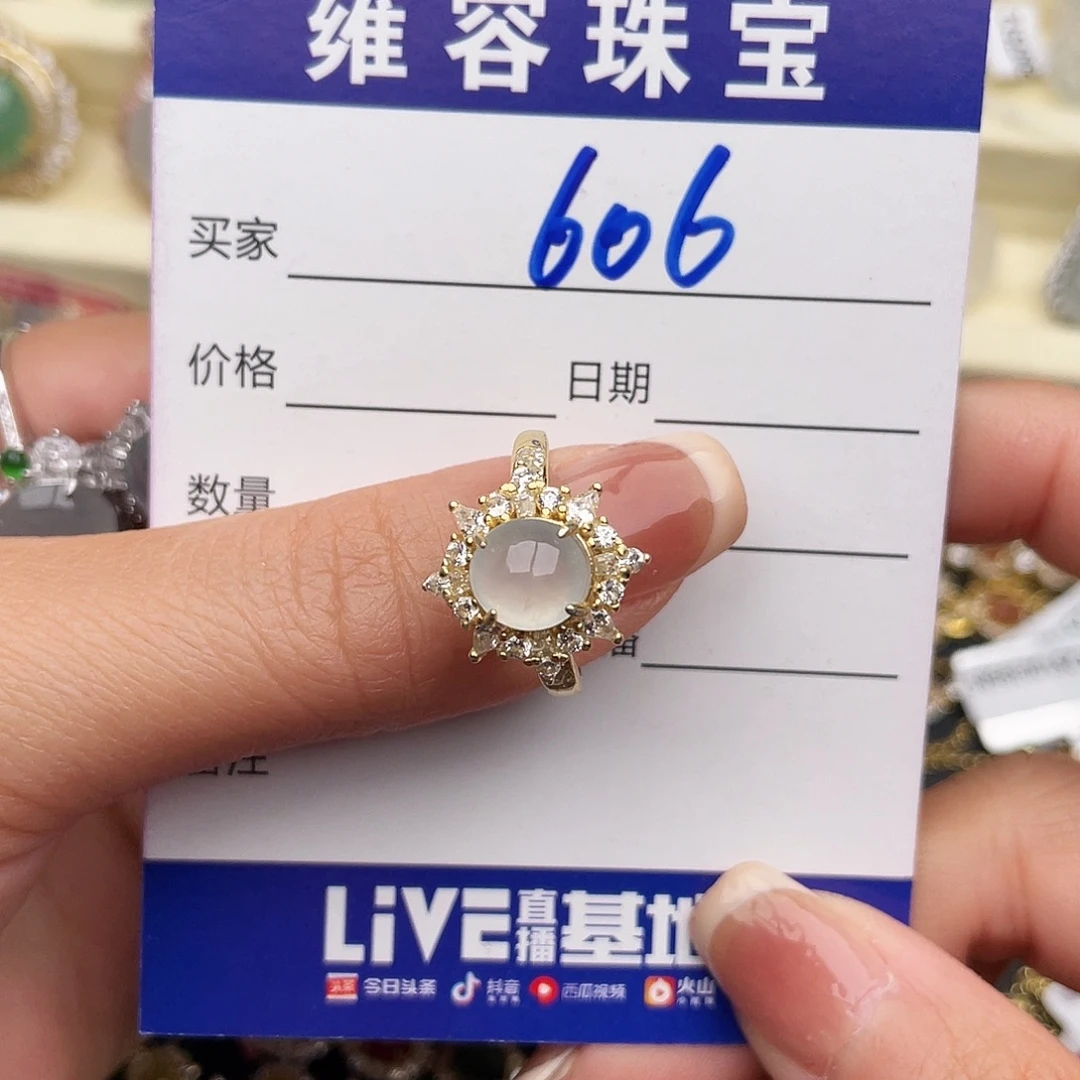 雍容珠宝
买家 606
价格 日期
数量
LiVE直播基地
今日头条 抖音 西瓜视频 火山